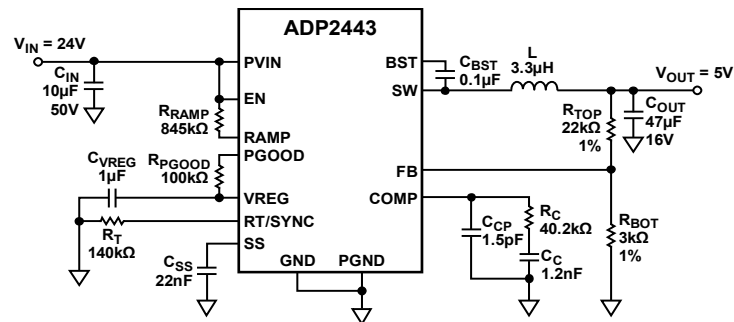 ADP2443
V_IN = 24V
C_IN
10µF
50V
PVIN
EN
R_RAMP
845kΩ
RAMP
PGOOD
C_VREG
1µF
R_PGOOD
100kΩ
VREG
RT/SYNC
R_T
140kΩ
SS
C_SS
22nF
GND
PGND
BST
SW
C_BST
0.1µF
L
3.3µH
V_OUT = 5V
R_TOP
22kΩ
1%
C_OUT
47µF
16V
FB
COMP
C_CP
1.5pF
R_C
40.2kΩ
C_C
1.2nF
R_BOT
3kΩ
1%